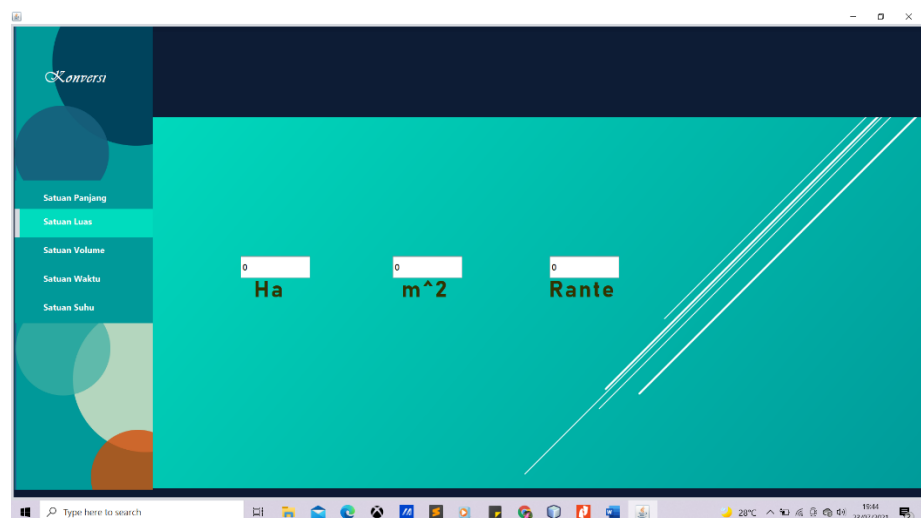 Konversi
Satuan Panjang
Satuan Luas
Satuan Volume
Satuan Waktu
Satuan Suhu
0 0 0
Ha m^2 Rante
Type here to search
28°C
19:44